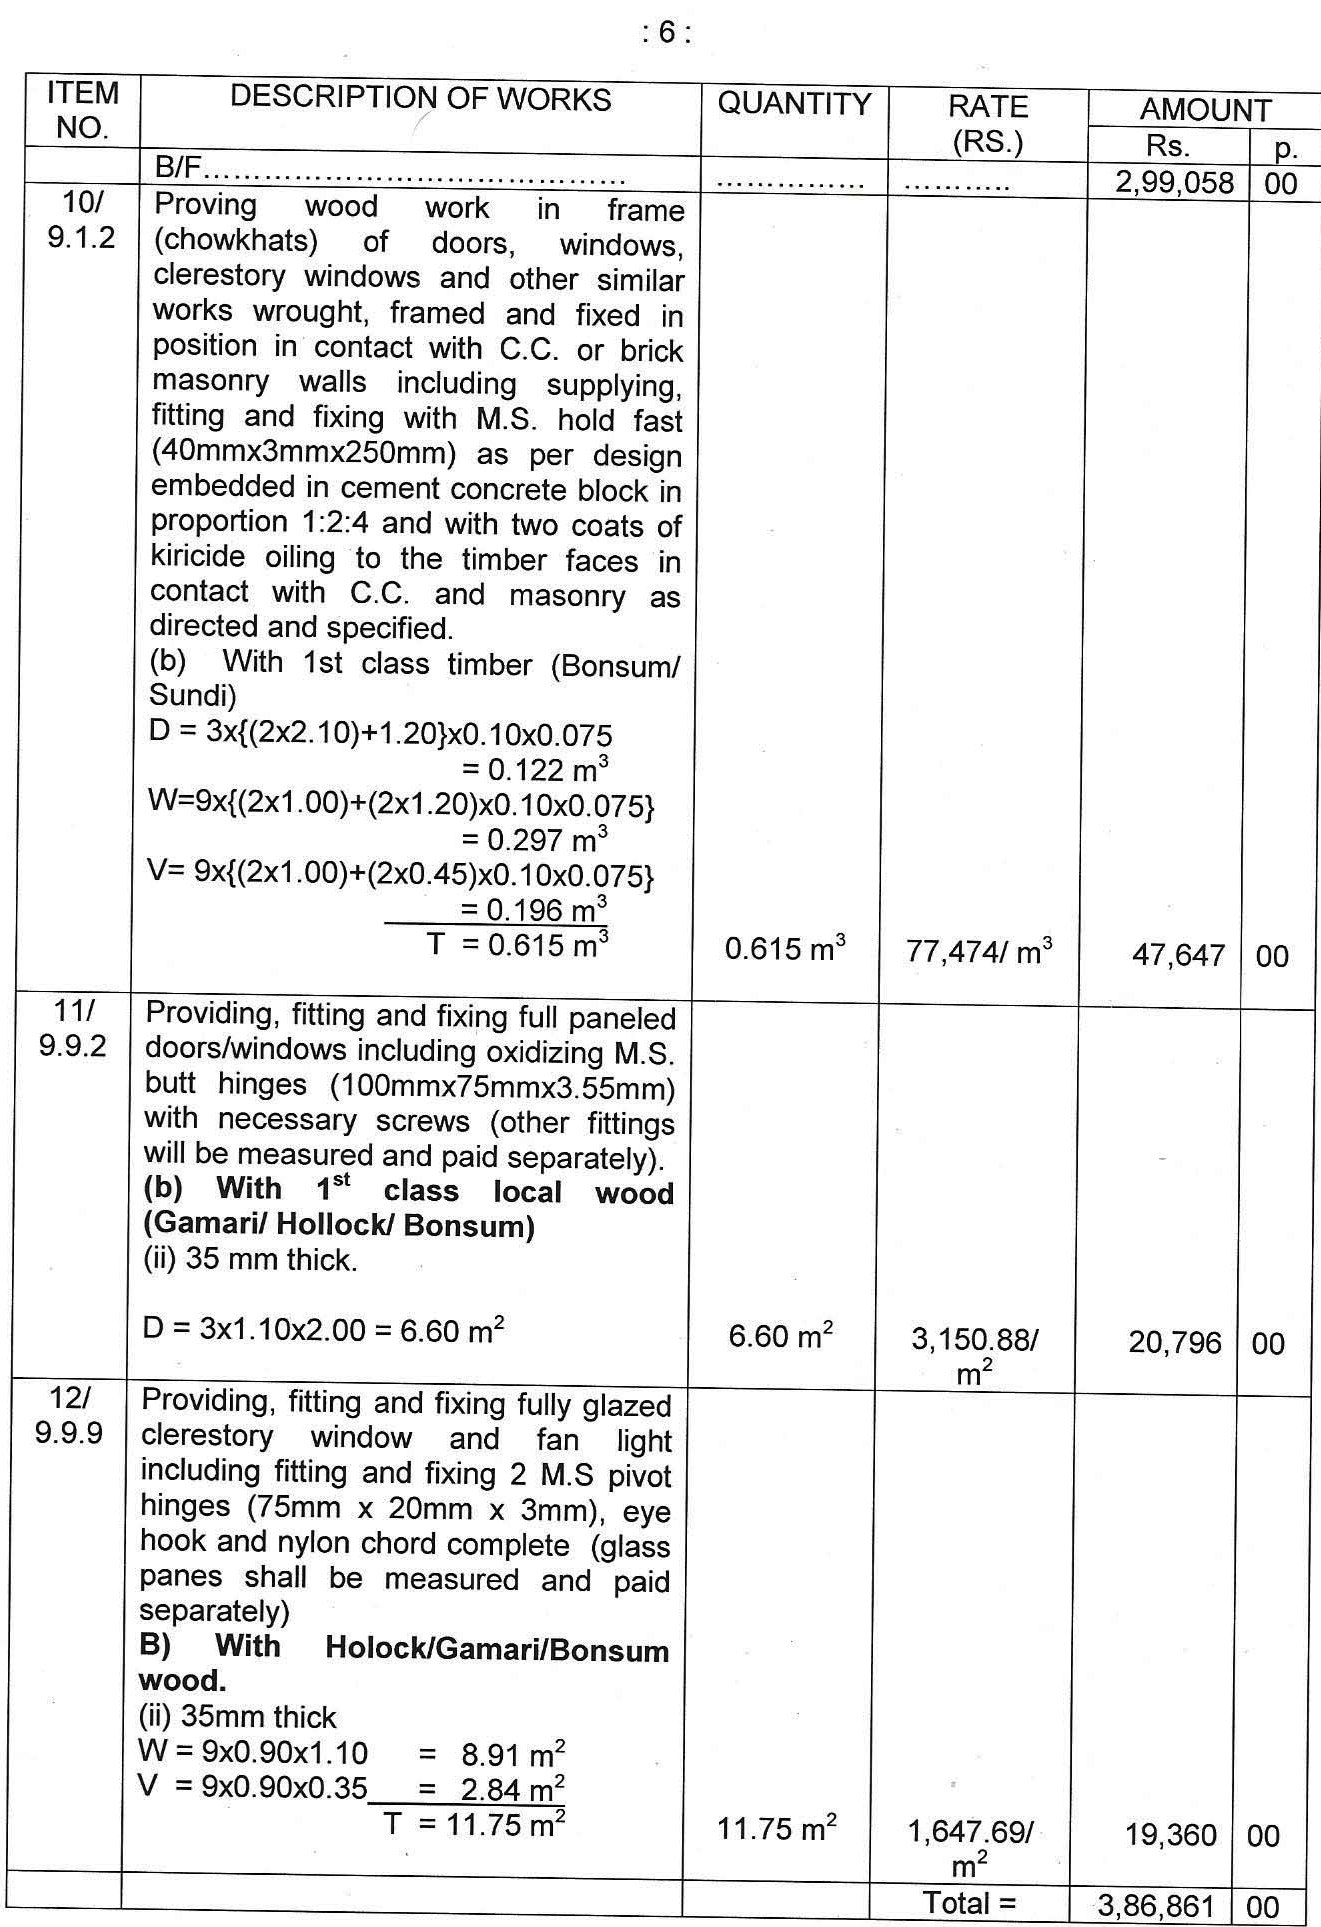 : 6 :
ITEM NO. DESCRIPTION OF WORKS QUANTITY RATE (RS.) AMOUNT
Rs. p.
B/F.......................................... ............... ........... 2,99,058 00
10/ Proving wood work in frame
9.1.2 (chowkhats) of doors, windows,
clerestory windows and other similar
works wrought, framed and fixed in
position in contact with C.C. or brick
masonry walls including supplying,
fitting and fixing with M.S. hold fast
(40mmx3mmx250mm) as per design
embedded in cement concrete block in
proportion 1:2:4 and with two coats of
kiricide oiling to the timber faces in
contact with C.C. and masonry as
directed and specified.
(b) With 1st class timber (Bonsum/
Sundi)
D = 3x{(2x2.10)+1.20}x0.10x0.075
= 0.122 m³
W=9x{(2x1.00)+(2x1.20)x0.10x0.075}
= 0.297 m³
V= 9x{(2x1.00)+(2x0.45)x0.10x0.075}
= 0.196 m³
T = 0.615 m³ 0.615 m³ 77,474/ m³ 47,647 00
11/ Providing, fitting and fixing full paneled
9.9.2 doors/windows including oxidizing M.S.
butt hinges (100mmx75mmx3.55mm)
with necessary screws (other fittings
will be measured and paid separately).
(b) With 1st class local wood
(Gamari/ Hollock/ Bonsum)
(ii) 35 mm thick.
D = 3x1.10x2.00 = 6.60 m² 6.60 m² 3,150.88/ 20,796 00
m²
12/ Providing, fitting and fixing fully glazed
9.9.9 clerestory window and fan light
including fitting and fixing 2 M.S pivot
hinges (75mm x 20mm x 3mm), eye
hook and nylon chord complete (glass
panes shall be measured and paid
separately)
B) With Holock/Gamari/Bonsum
wood.
(ii) 35mm thick
W = 9x0.90x1.10 = 8.91 m²
V = 9x0.90x0.35 = 2.84 m²
T = 11.75 m² 11.75 m² 1,647.69/ 19,360 00
m²
Total = 3,86,861 00